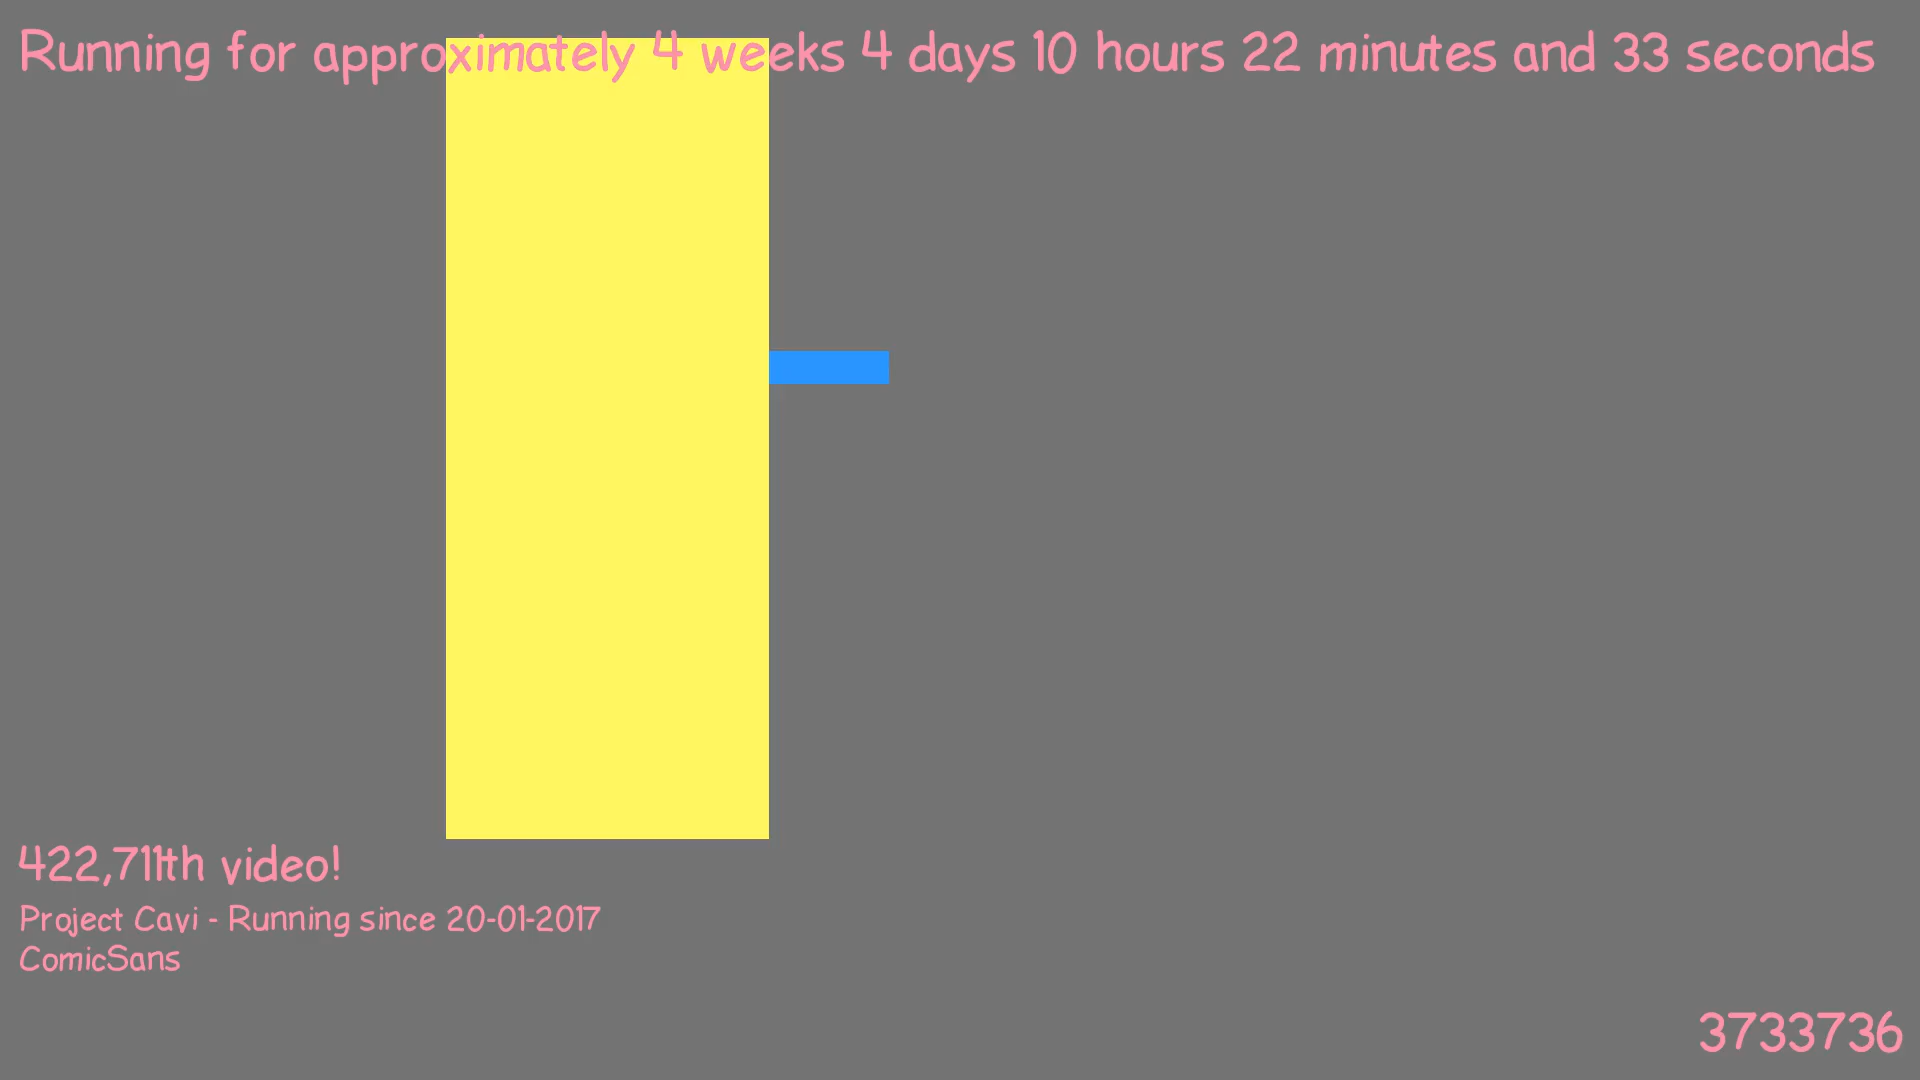 Running for approximately 4 weeks 4 days 10 hours 22 minutes and 33 seconds
422,711th video!
Project Cavi - Running since 20-01-2017
ComicSans
3733736